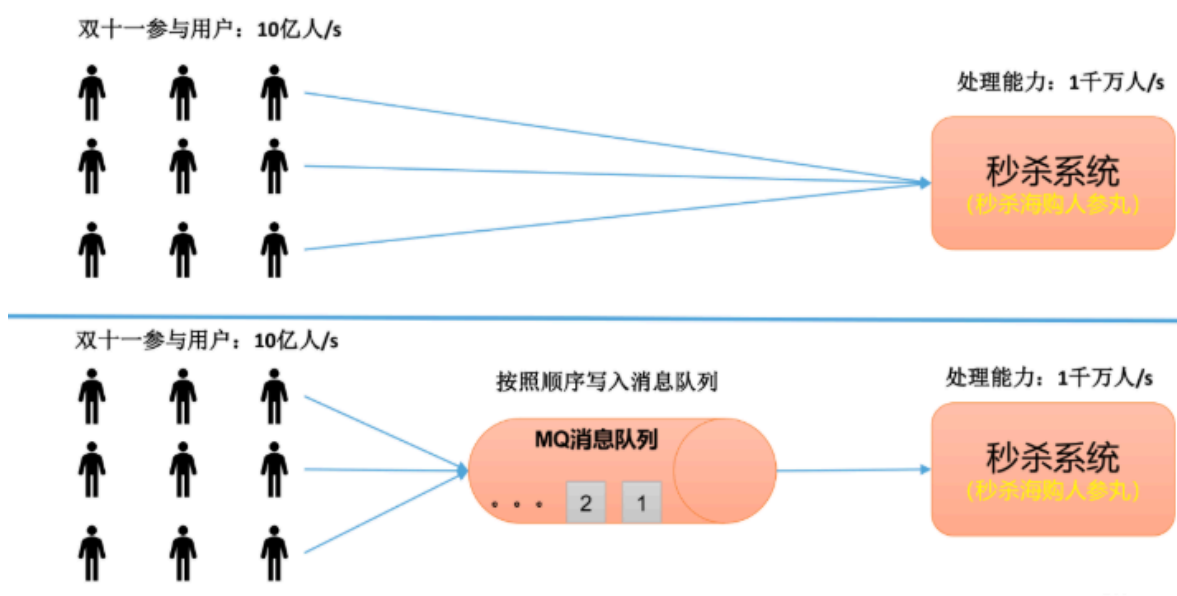 双十一参与用户：10亿人/s
处理能力：1千万人/s
秒杀系统
(秒杀海购人参丸)
双十一参与用户：10亿人/s
按照顺序写入消息队列
处理能力：1千万人/s
MQ消息队列
。。。 2 1
秒杀系统
(秒杀海购人参丸)